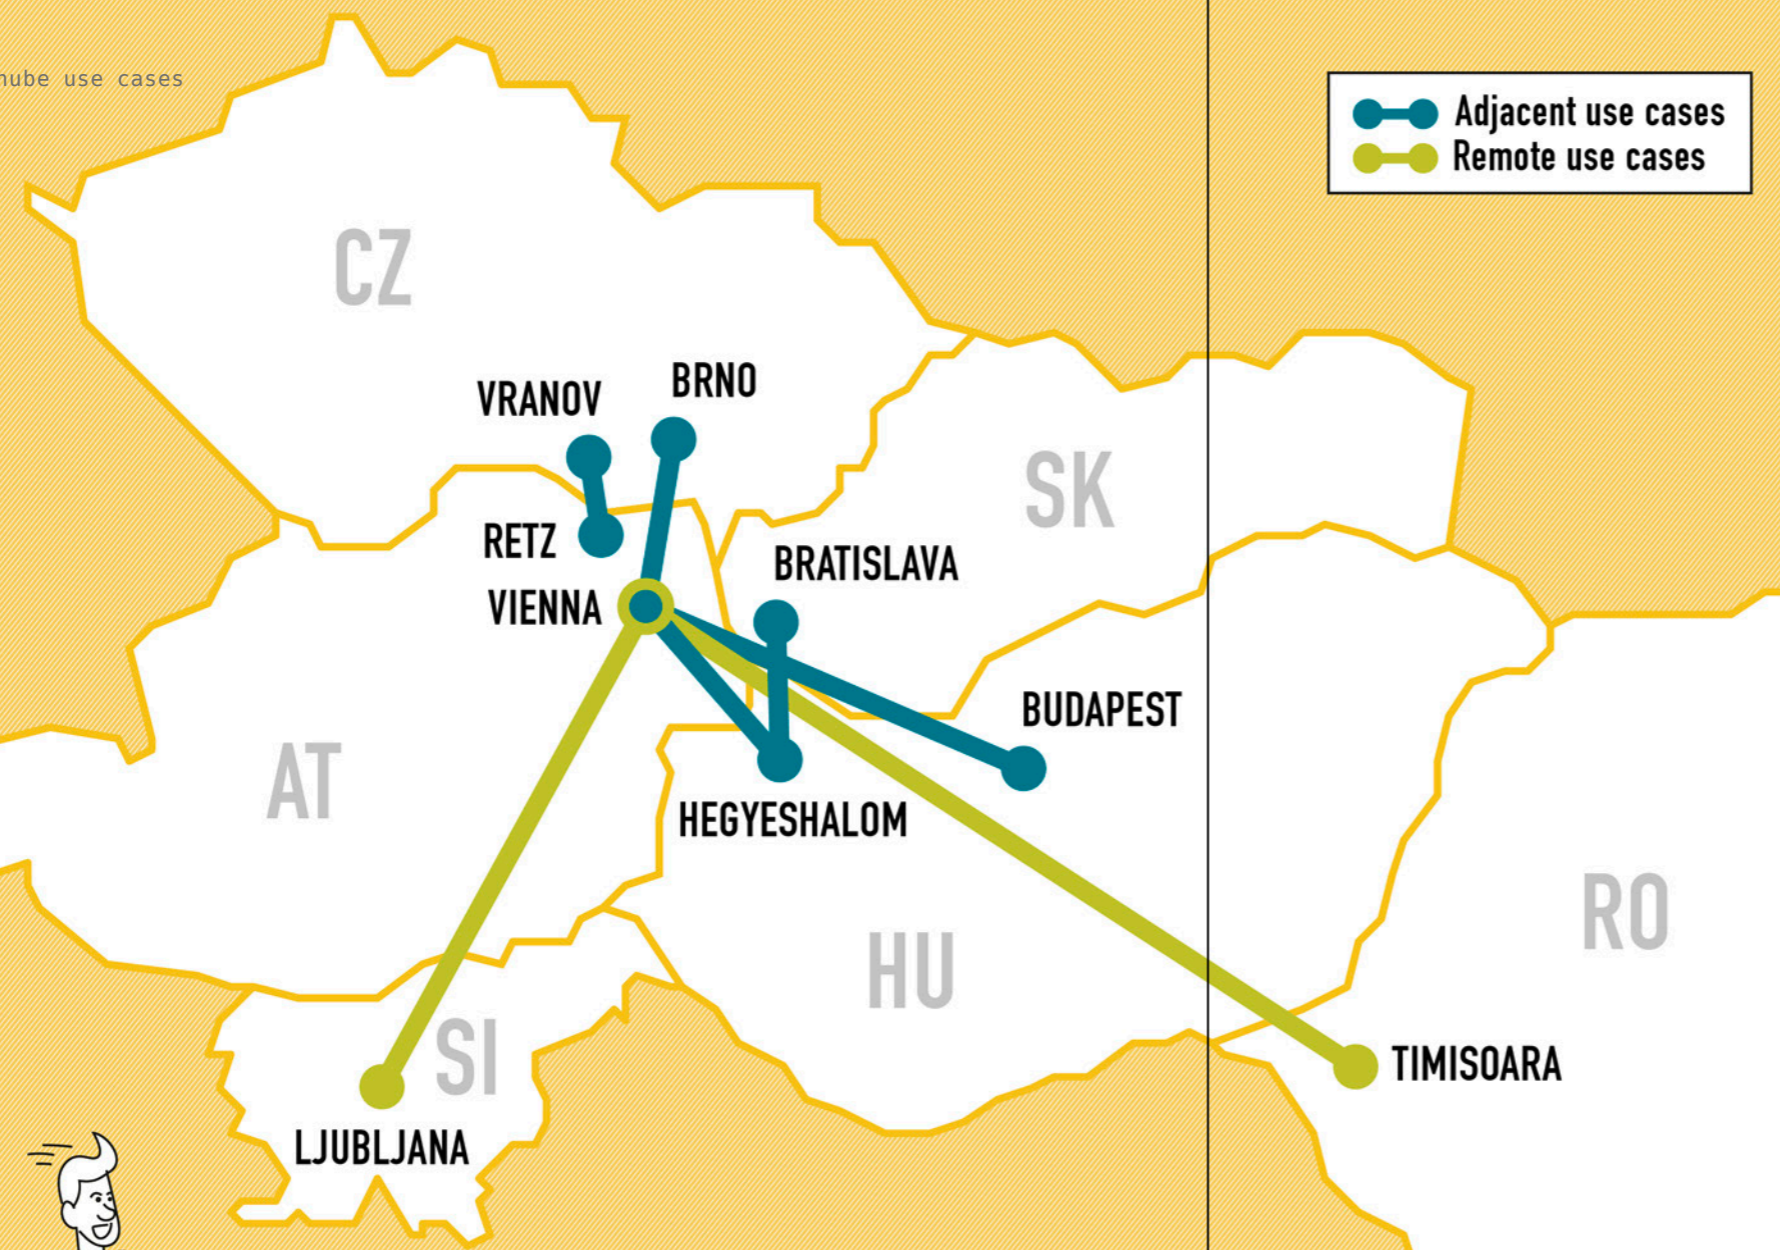 use cases
Adjacent use cases
Remote use cases
CZ
BRNO
VRANOV
SK
RETZ
BRATISLAVA
VIENNA
BUDAPEST
AT
HEGYESHALOM
RO
HU
SI
TIMISOARA
LJUBLJANA